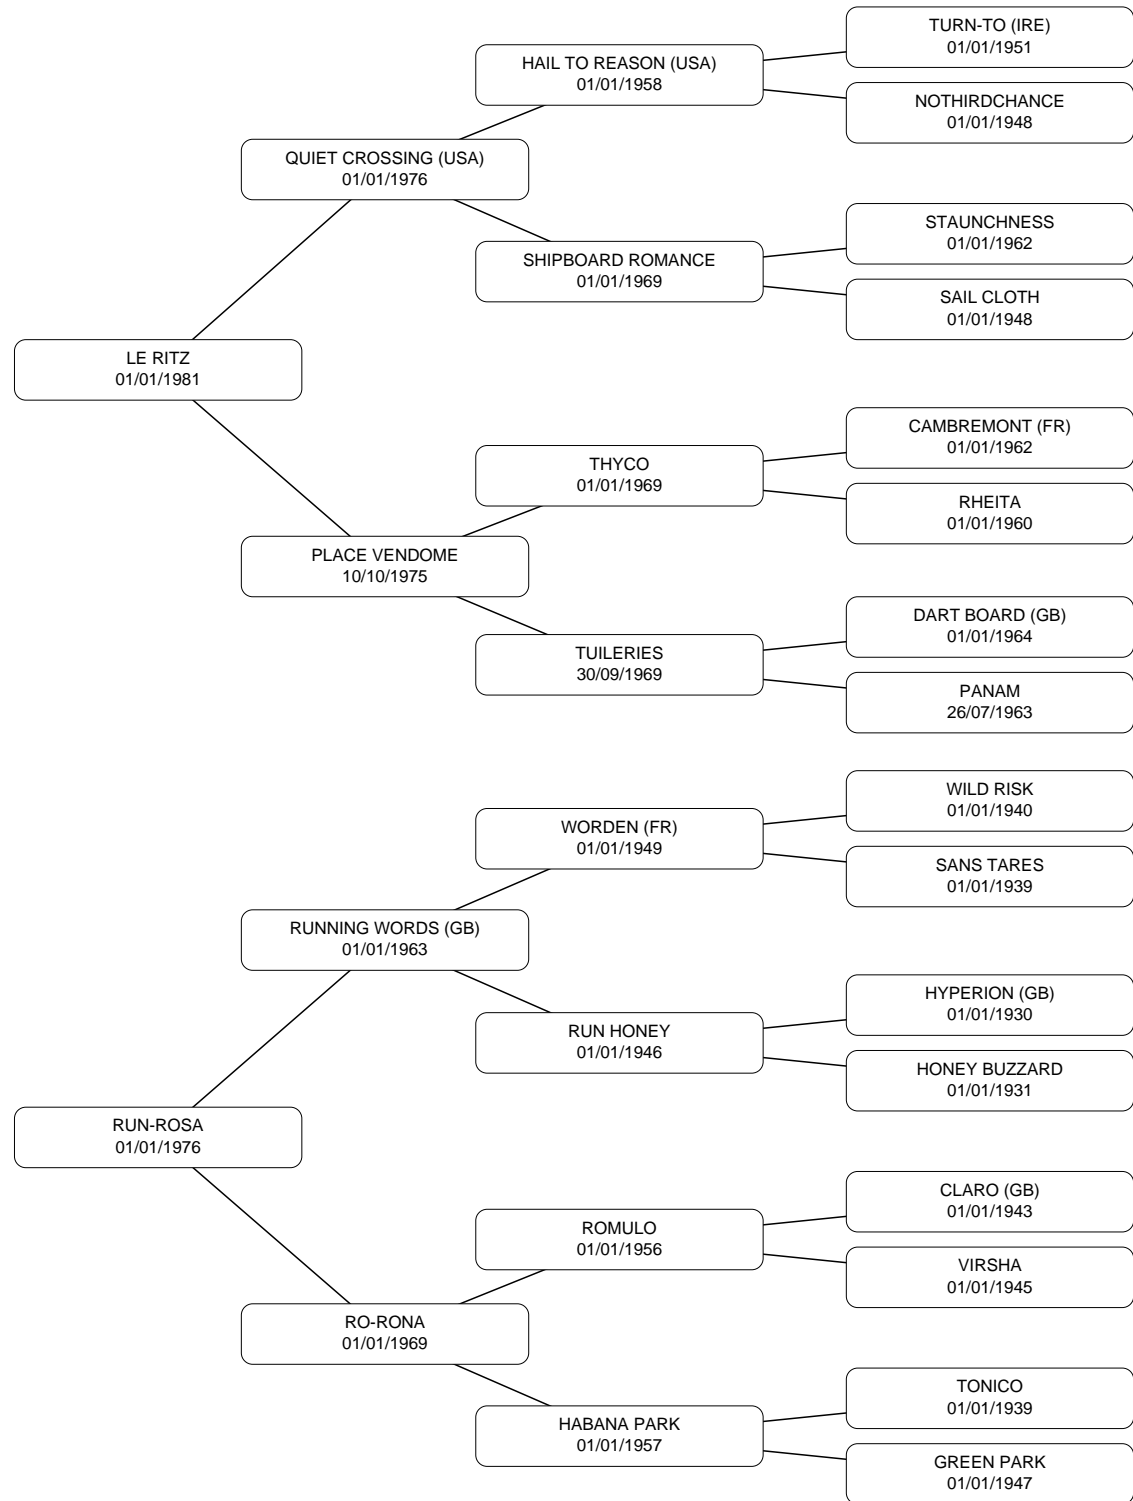 TURN-TO (IRE)
01/01/1951
HAIL TO REASON (USA)
01/01/1958
NOTHIRDCHANCE
01/01/1948
QUIET CROSSING (USA)
01/01/1976
STAUNCHNESS
01/01/1962
SHIPBOARD ROMANCE
01/01/1969
SAIL CLOTH
01/01/1948
LE RITZ
01/01/1981
CAMBREMONT (FR)
01/01/1962
THYCO
01/01/1969
RHEITA
01/01/1960
PLACE VENDOME
10/10/1975
DART BOARD (GB)
01/01/1964
TUILERIES
30/09/1969
PANAM
26/07/1963
WILD RISK
01/01/1940
WORDEN (FR)
01/01/1949
SANS TARES
01/01/1939
RUNNING WORDS (GB)
01/01/1963
HYPERION (GB)
01/01/1930
RUN HONEY
01/01/1946
HONEY BUZZARD
01/01/1931
RUN-ROSA
01/01/1976
CLARO (GB)
01/01/1943
ROMULO
01/01/1956
VIRSHA
01/01/1945
RO-RONA
01/01/1969
TONICO
01/01/1939
HABANA PARK
01/01/1957
GREEN PARK
01/01/1947